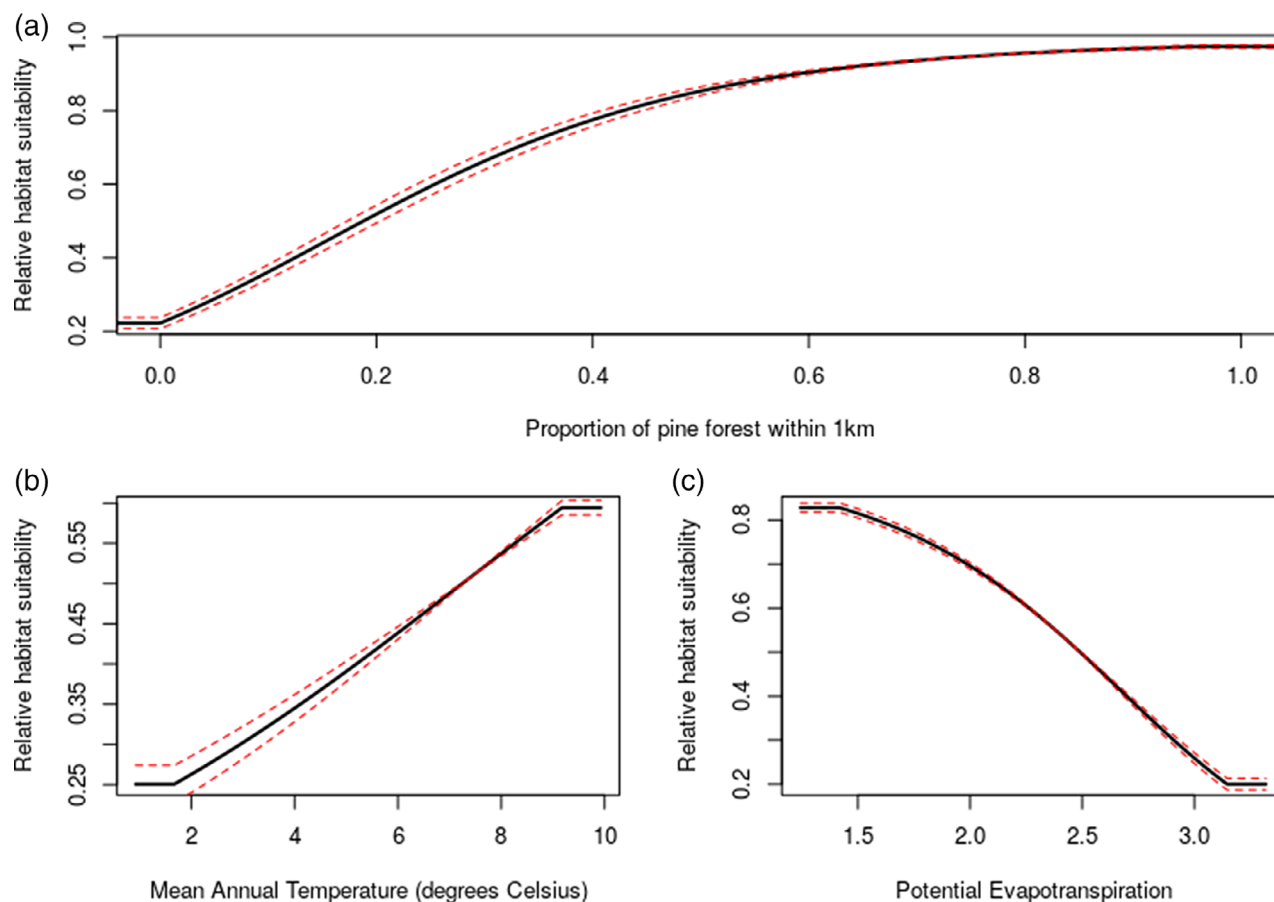 (a)
Relative habitat suitability
1.0
0.8
0.6
0.4
0.2
0.0 0.2 0.4 0.6 0.8 1.0
Proportion of pine forest within 1km
(b)
Relative habitat suitability
0.55
0.45
0.35
0.25
2 4 6 8 10
Mean Annual Temperature (degrees Celsius)
(c)
Relative habitat suitability
0.8
0.6
0.4
0.2
1.5 2.0 2.5 3.0
Potential Evapotranspiration